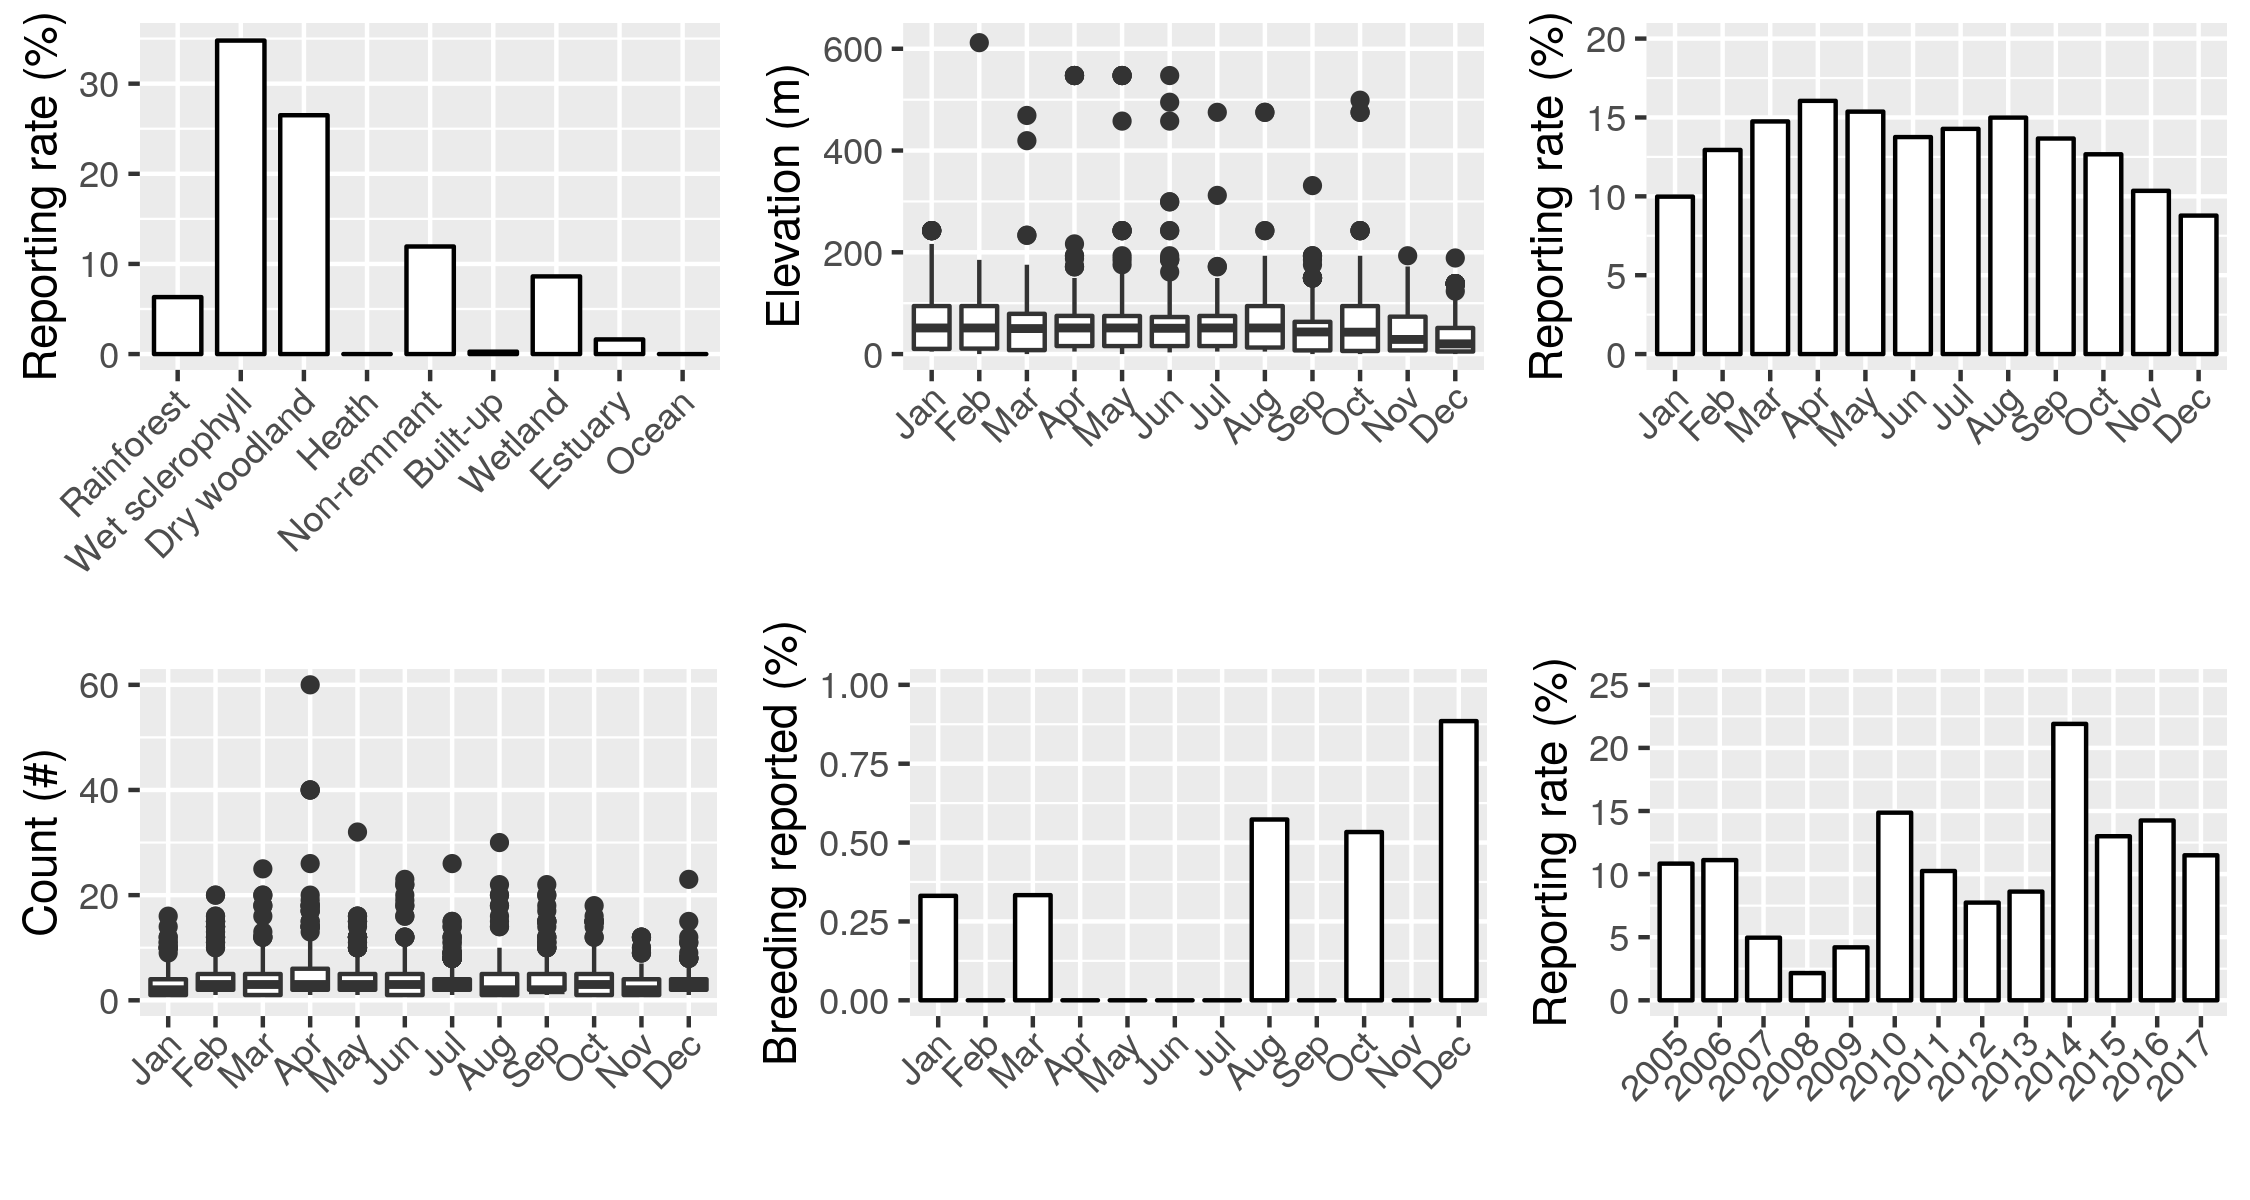 Reporting rate (%)
30
20
10
0
Rainforest
Wet sclerophyll
Dry woodland
Heath
Non-remnant
Built-up
Wetland
Estuary
Ocean
Elevation (m)
600
400
200
0
Jan
Feb
Mar
Apr
May
Jun
Jul
Aug
Sep
Oct
Nov
Dec
Reporting rate (%)
20
15
10
5
0
Jan
Feb
Mar
Apr
May
Jun
Jul
Aug
Sep
Oct
Nov
Dec
Count (#)
60
40
20
0
Jan
Feb
Mar
Apr
May
Jun
Jul
Aug
Sep
Oct
Nov
Dec
Breeding reported (%)
1.00
0.75
0.50
0.25
0.00
Jan
Feb
Mar
Apr
May
Jun
Jul
Aug
Sep
Oct
Nov
Dec
Reporting rate (%)
25
20
15
10
5
0
2005
2006
2007
2008
2009
2010
2011
2012
2013
2014
2015
2016
2017